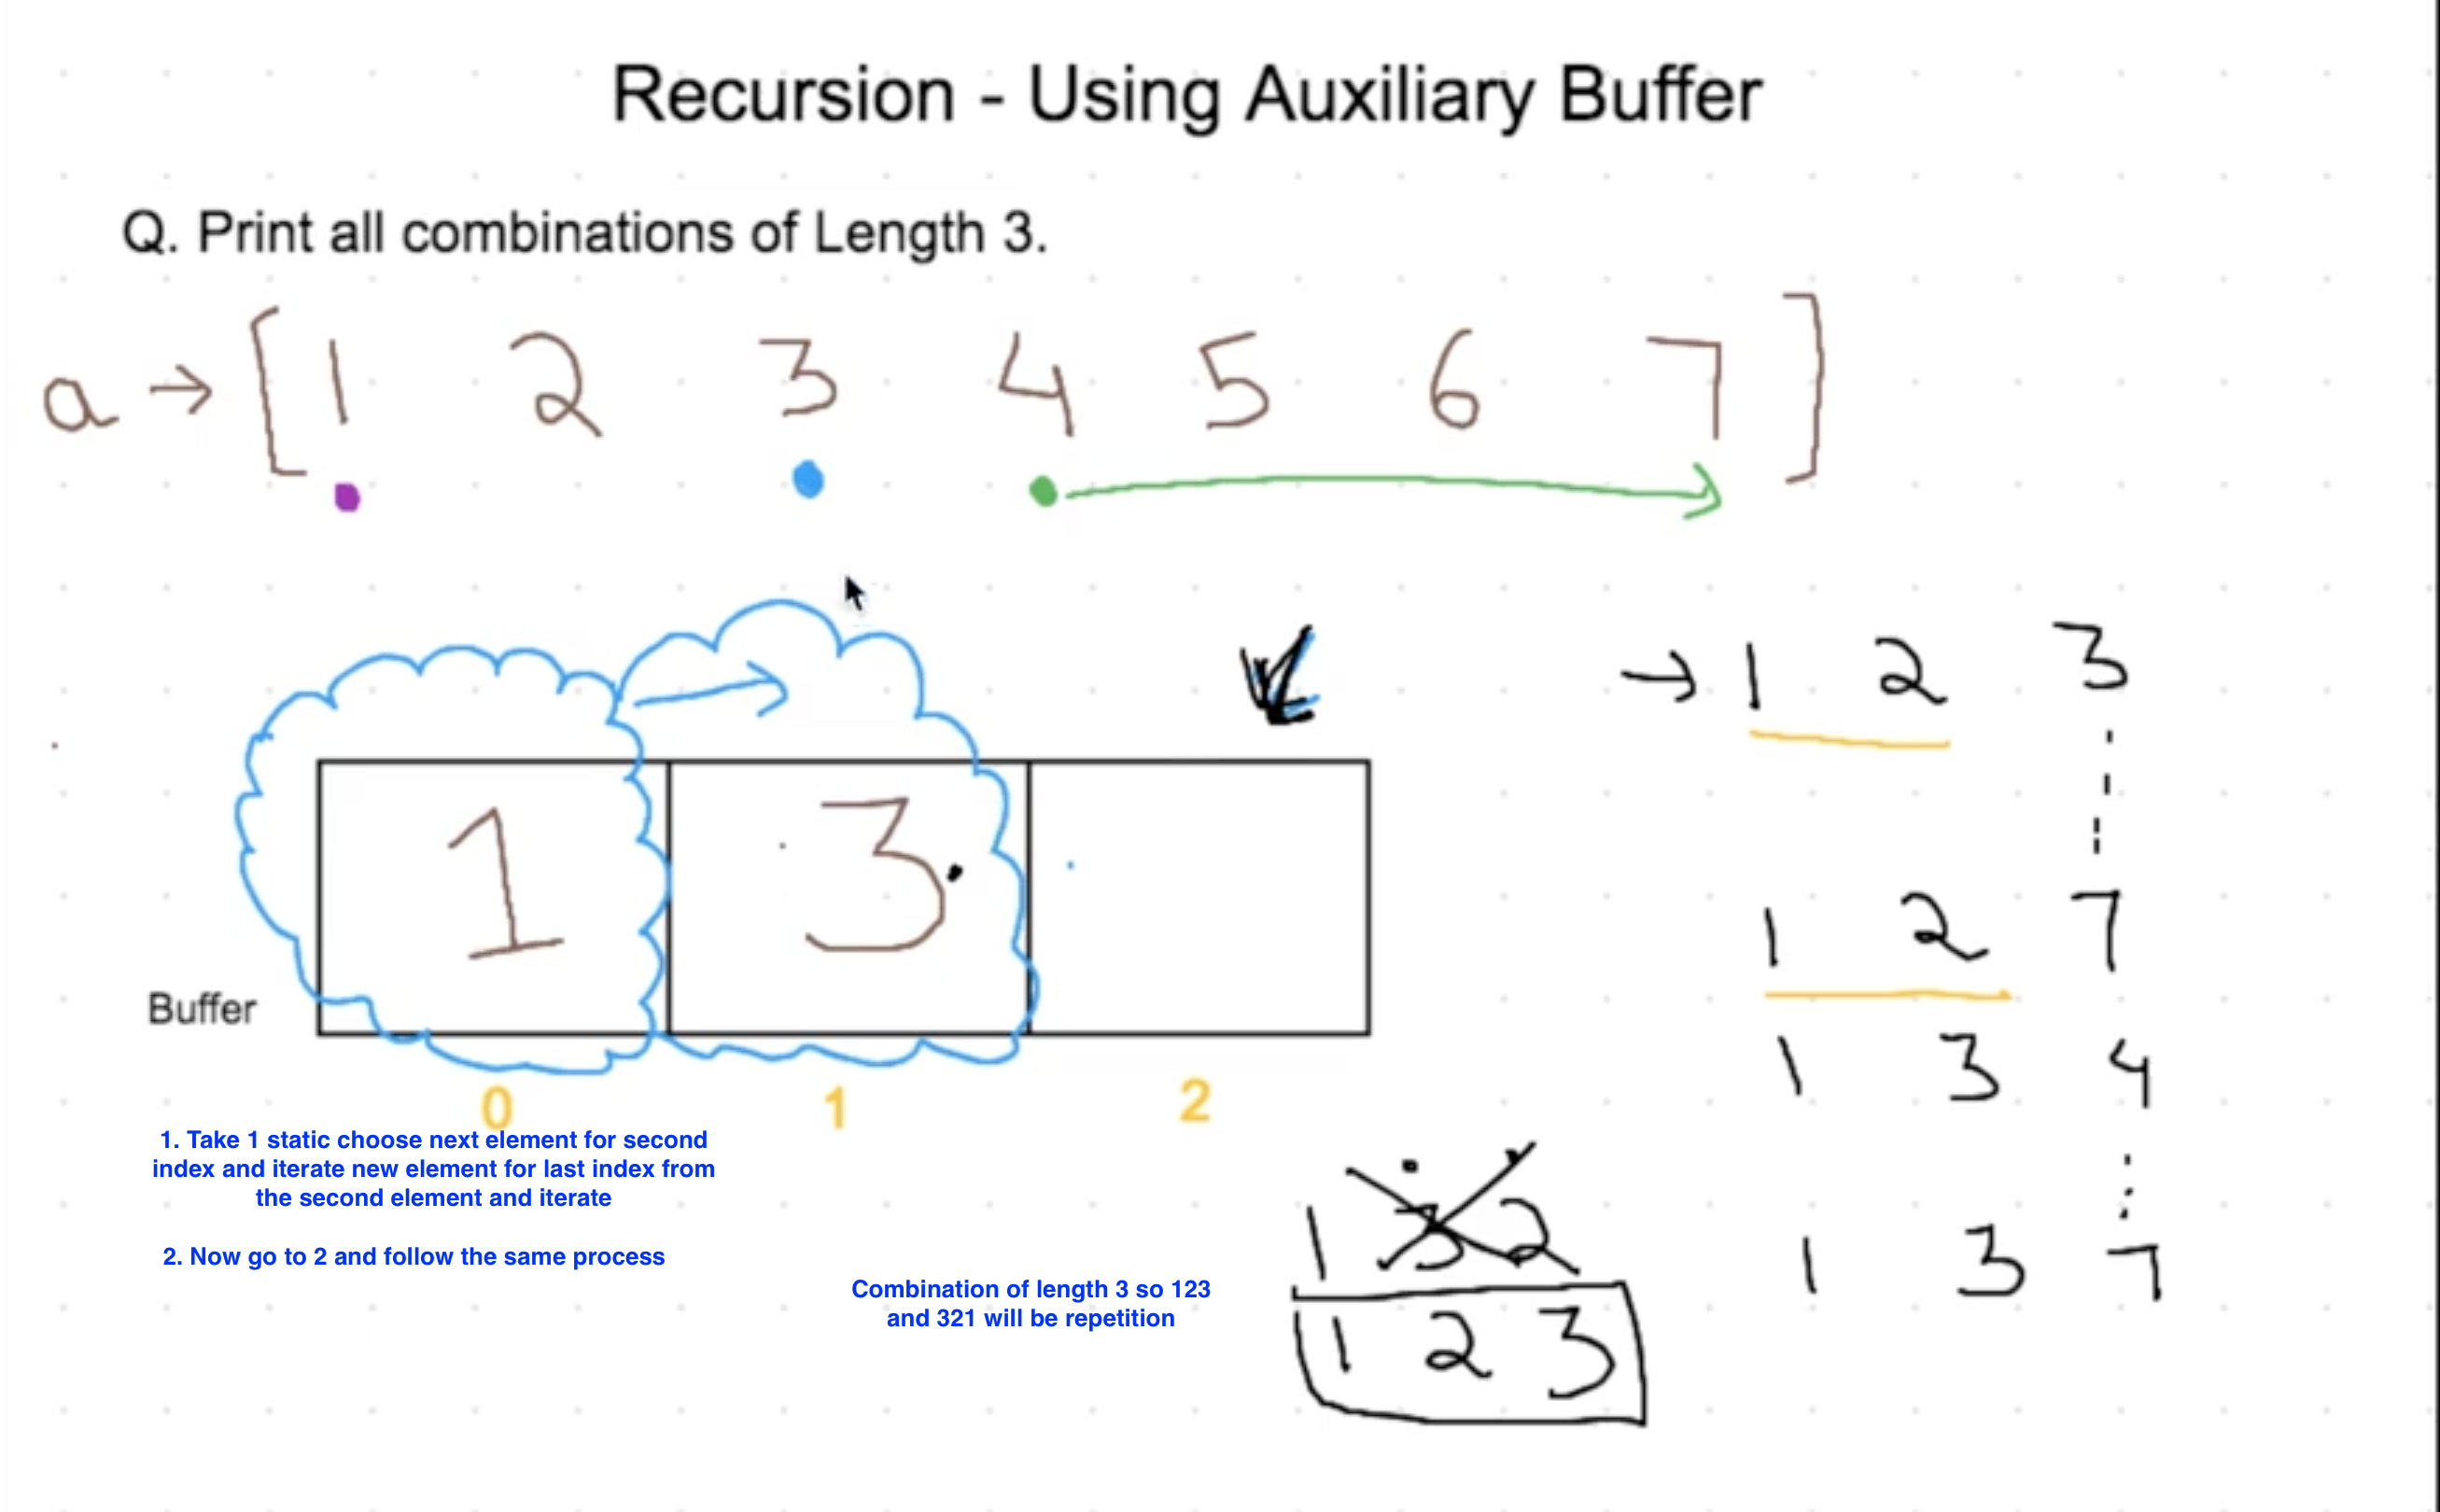 Recursion - Using Auxiliary Buffer
Q. Print all combinations of Length 3.
a → [ 1 2 3 4 5 6 7 ]
→ 1 2 3
1 2 7
1 3 4
1 3 7
1 3
Buffer
0 1 2
1. Take 1 static choose next element for second
index and iterate new element for last index from
the second element and iterate
2. Now go to 2 and follow the same process
Combination of length 3 so 123
and 321 will be repetition
1 3 2
1 2 3